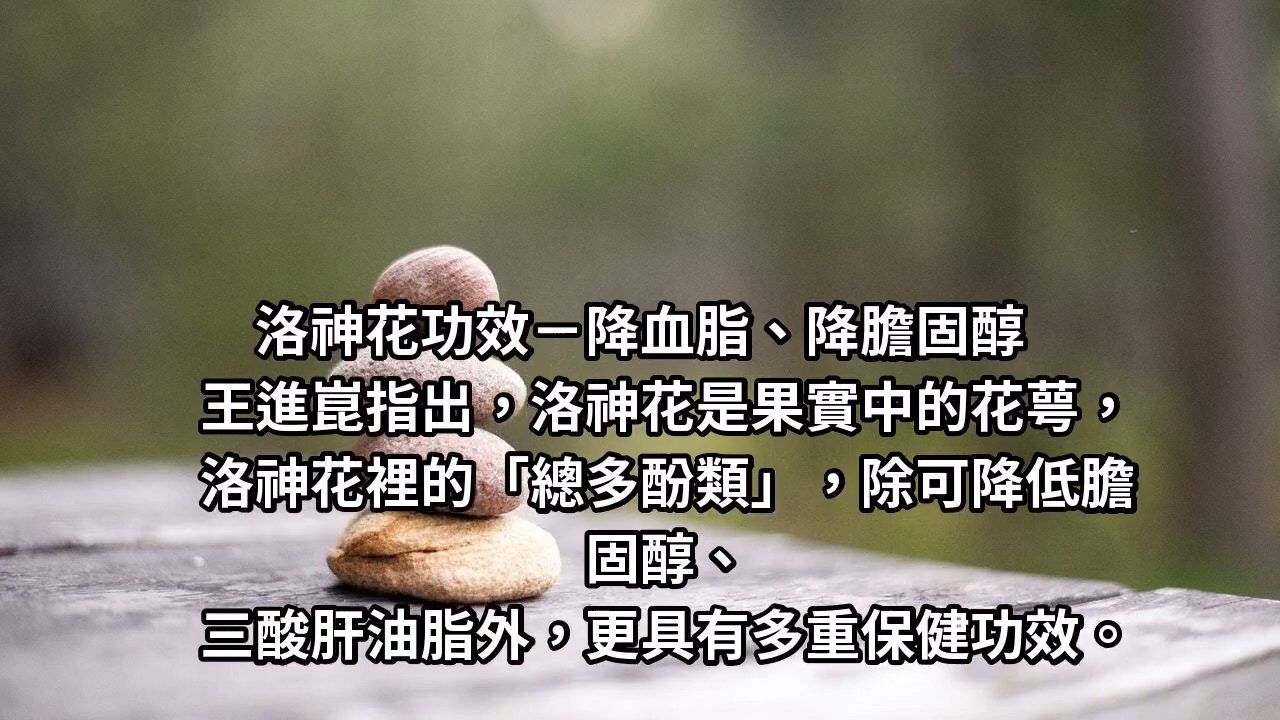 洛神花功效－降血脂、降膽固醇
王進崑指出，洛神花是果實中的花萼，
洛神花裡的「總多酚類」，除可降低膽
固醇、
三酸肝油脂外，更具有多重保健功效。